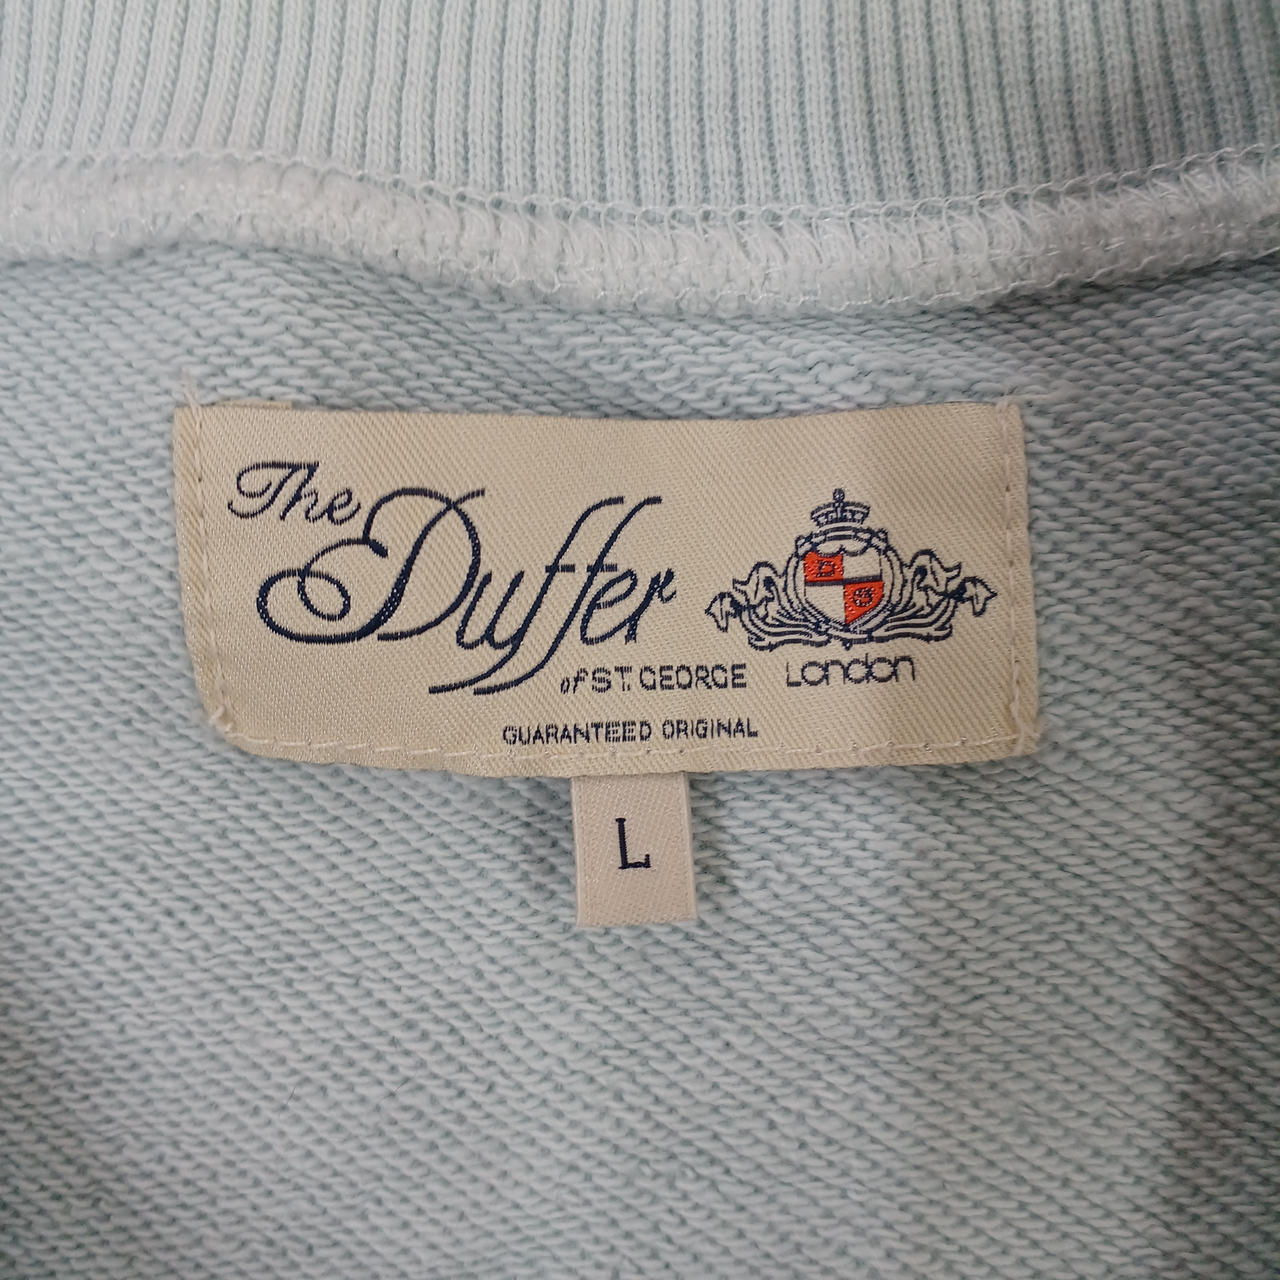 The
Duffer
of ST. GEORGE
D
G
London
GUARANTEED ORIGINAL
L